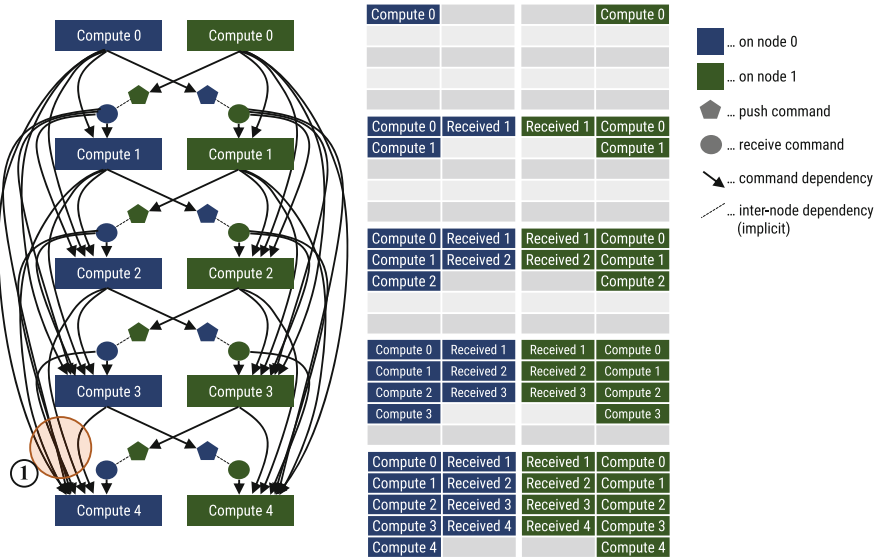 Compute 0 Compute 0
Compute 1 Compute 1
Compute 2 Compute 2
Compute 3 Compute 3
1
Compute 4 Compute 4
Compute 0 Compute 0
Compute 0 Received 1 Received 1 Compute 0
Compute 1 Compute 1
Compute 0 Received 1 Received 1 Compute 0
Compute 1 Received 2 Received 2 Compute 1
Compute 2 Compute 2
Compute 0 Received 1 Received 1 Compute 0
Compute 1 Received 2 Received 2 Compute 1
Compute 2 Received 3 Received 3 Compute 2
Compute 3 Compute 3
Compute 0 Received 1 Received 1 Compute 0
Compute 1 Received 2 Received 2 Compute 1
Compute 2 Received 3 Received 3 Compute 2
Compute 3 Received 4 Received 4 Compute 3
Compute 4 Compute 4
... on node 0
... on node 1
... push command
... receive command
... command dependency
... inter-node dependency
(implicit)